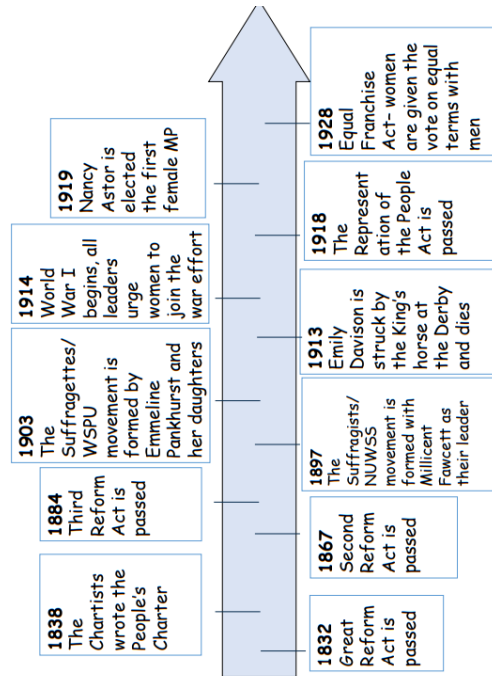 1838
The
Chartists
wrote the
People's
Charter
1884
Third
Reform
Act is
passed
1903
The
Suffragettes/
WSPU
movement is
formed by
Emmeline
Pankhurst and
her daughters
1914
World
War I
begins, all
leaders
urge
women to
join the
war effort
1919
Nancy
Astor is
elected
the first
female MP
1832
Great
Reform
Act is
passed
1867
Second
Reform
Act is
passed
1897
The
Suffragists/
NUWSS
movement is
formed with
Millicent
Fawcett as
their leader
1913
Emily
Davison is
struck by
the King's
horse at
the Derby
and dies
1918
The
Represent
ation of
the People
Act is
passed
1928
Equal
Franchise
Act- women
are given the
vote on equal
terms with
men